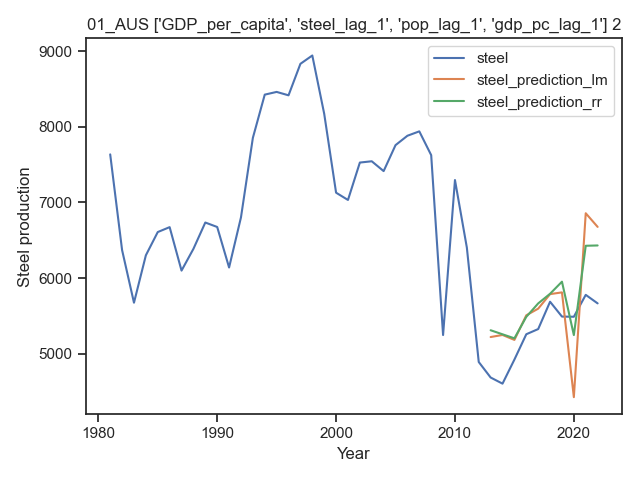 01_AUS ['GDP_per_capita', 'steel_lag_1', 'pop_lag_1', 'gdp_pc_lag_1'] 2
steel
steel_prediction_lm
steel_prediction_rr
9000
8000
7000
6000
5000
Steel production
1980
1990
2000
2010
2020
Year